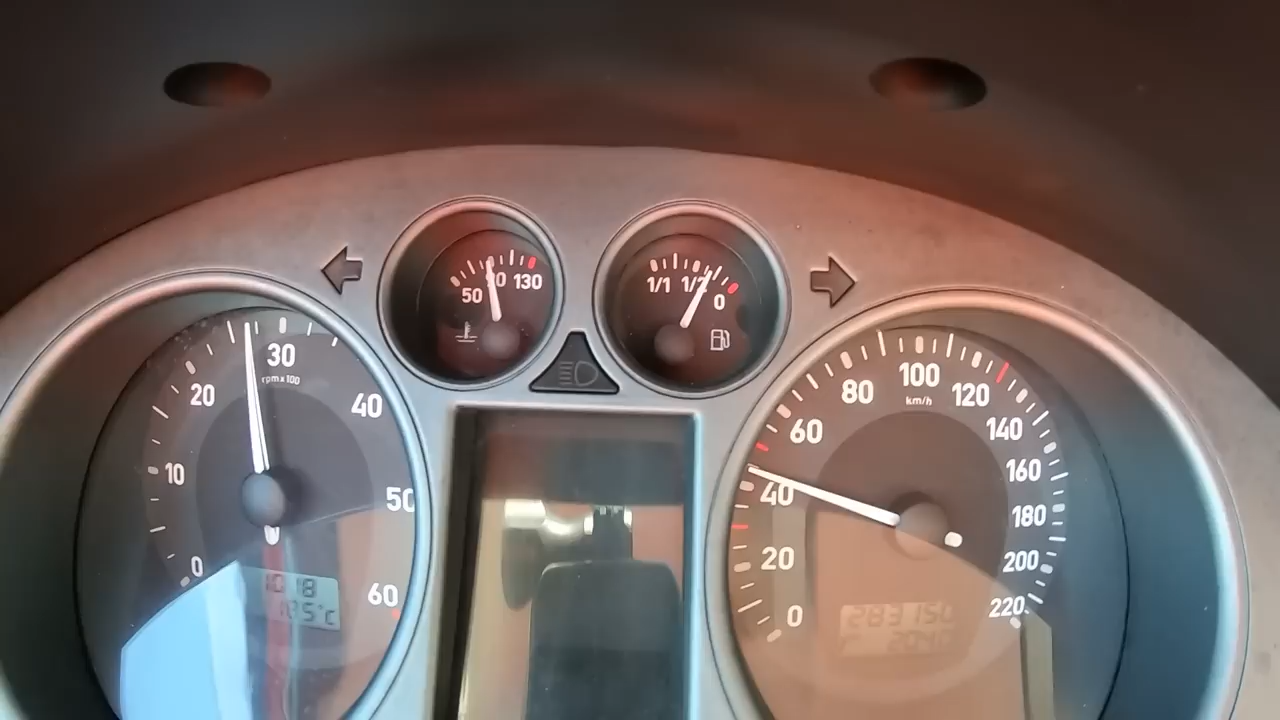 50 90 130
1/1 1/2 0
0 10 20 30 40 50 60
rpm x 100
0 20 40 60 80 100 120 140 160 180 200 220
km/h